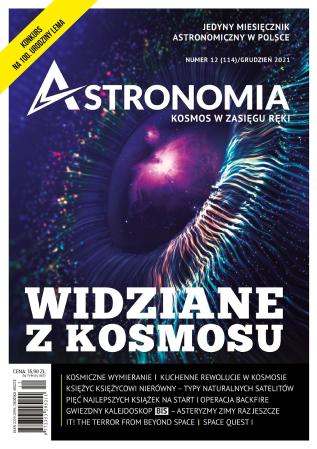 KONKURS
NA 100. URODZINY LEMA
JEDYNY MIESIĘCZNIK
ASTRONOMICZNY W POLSCE
NUMER 12 (114)/GRUDZIEŃ 2021
ASTRONOMIA
KOSMOS W ZASIĘGU RĘKI
WIDZIANE
Z KOSMOSU
CENA: 15,90 ZŁ
KOSMICZNE WYMIERANIE | KUCHENNE REWOLUCJE W KOSMOSIE
KSIĘŻYC KSIĘŻYCOWI NIERÓWNY – TYPY NATURALNYCH SATELITÓW
PIĘĆ NAJLEPSZYCH KSIĄŻEK NA START | OPERACJA BACKFIRE
GWIEZDNY KALEJDOSKOP BIS – ASTERYZMY ZIMY RAZ JESZCZE
IT! THE TERROR FROM BEYOND SPACE | SPACE QUEST I